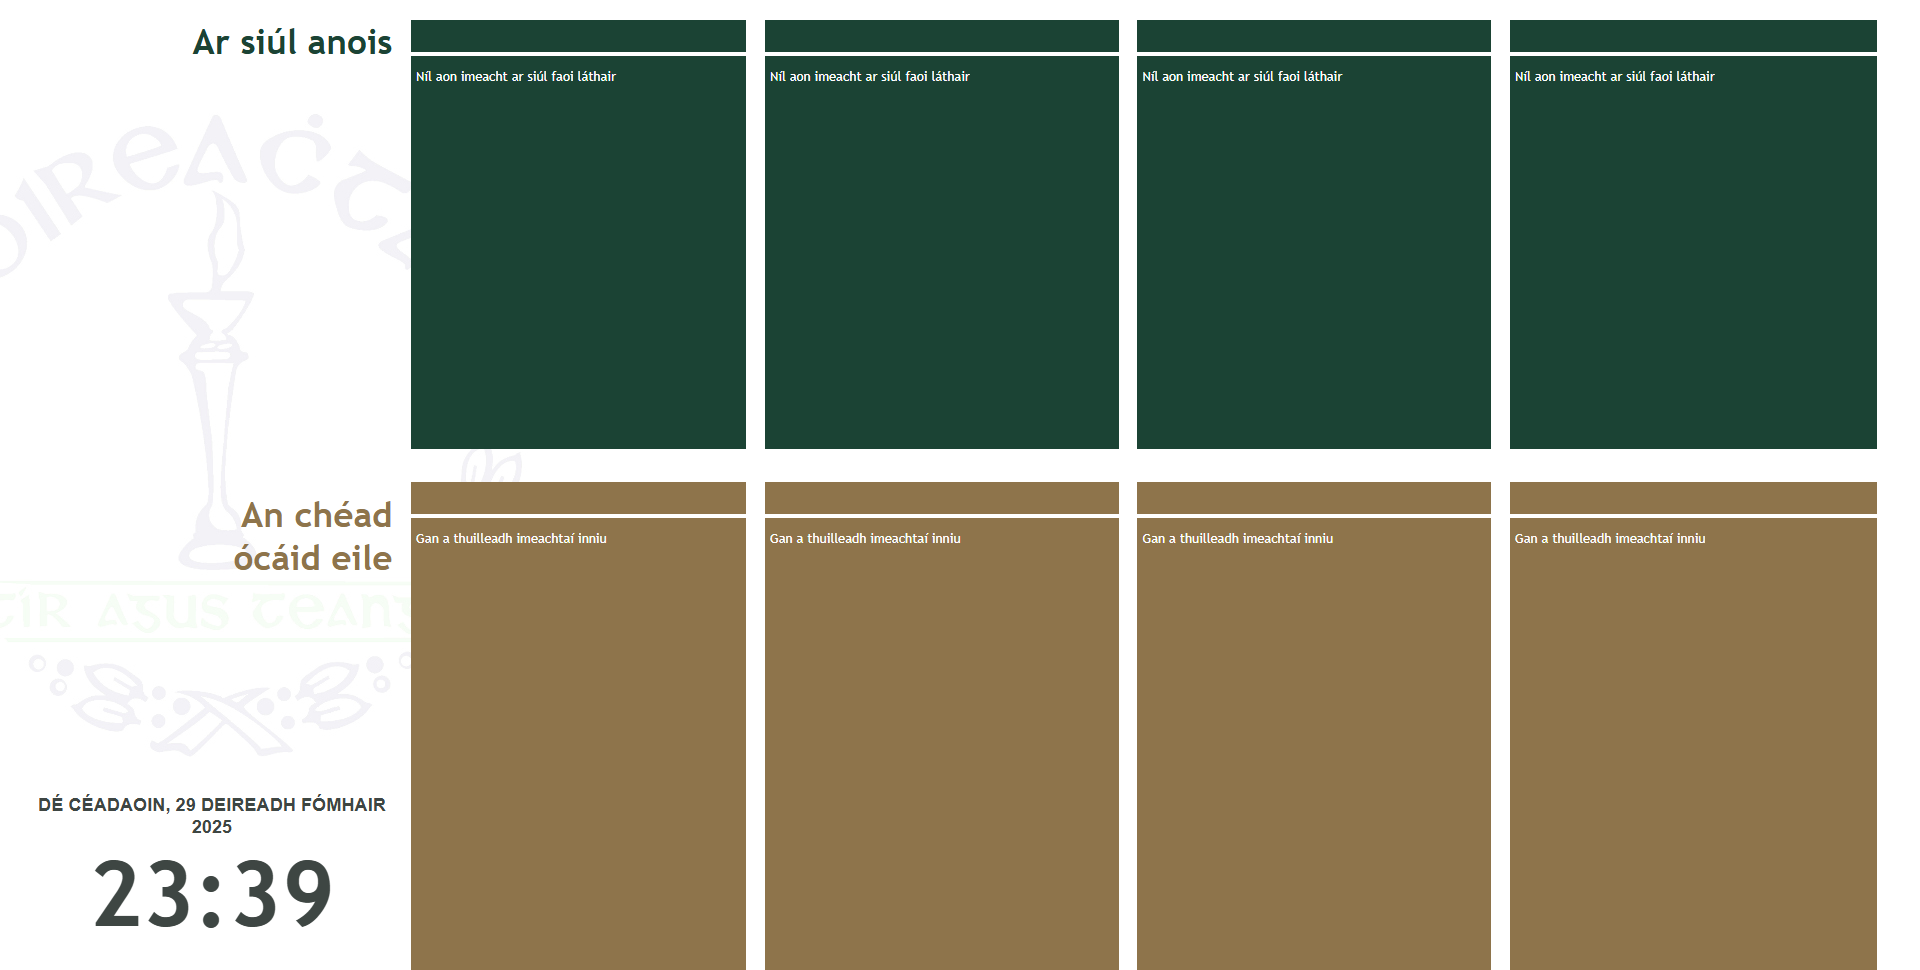 Ar siúl anois
Níl aon imeacht ar siúl faoi láthair
Níl aon imeacht ar siúl faoi láthair
Níl aon imeacht ar siúl faoi láthair
Níl aon imeacht ar siúl faoi láthair
An chéad
ócáid eile
Gan a thuilleadh imeachtaí inniu
Gan a thuilleadh imeachtaí inniu
Gan a thuilleadh imeachtaí inniu
Gan a thuilleadh imeachtaí inniu
DÉ CÉADAOIN, 29 DEIREADH FÓMHAIR
2025
23:39